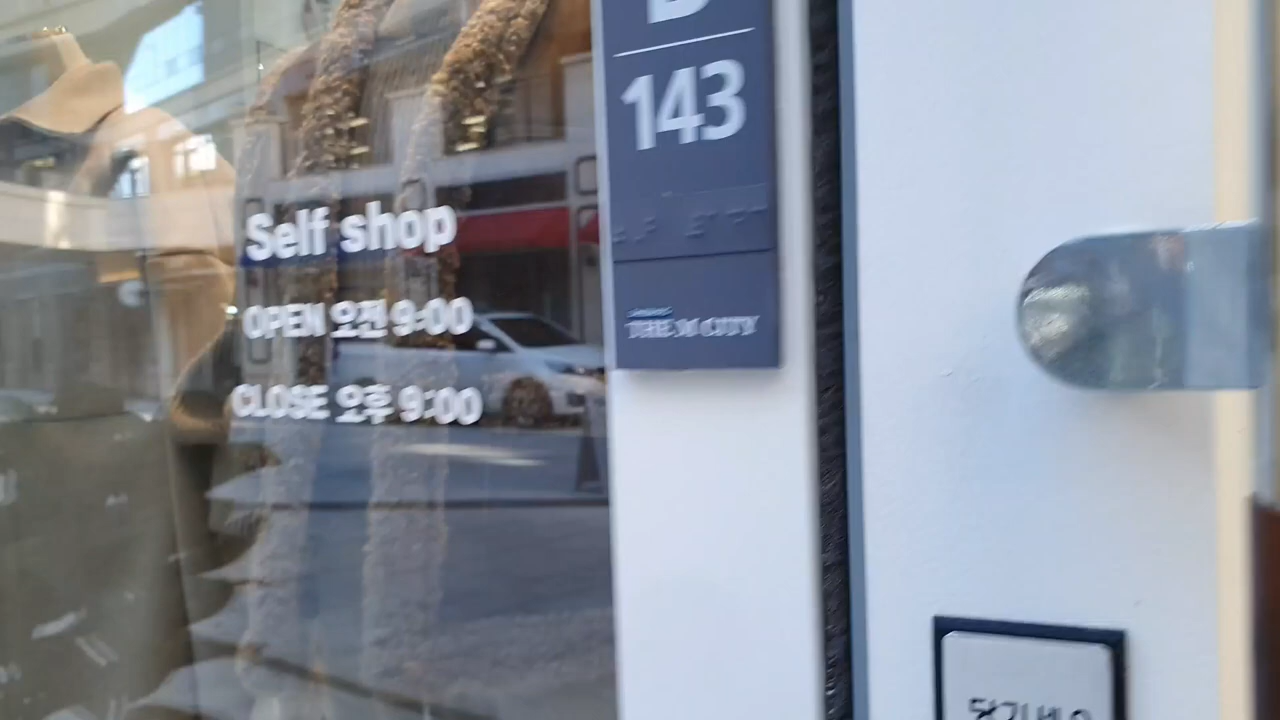 143
Self shop
OPEN 오전 9:00
CLOSE 오후 9:00
THE M CITY